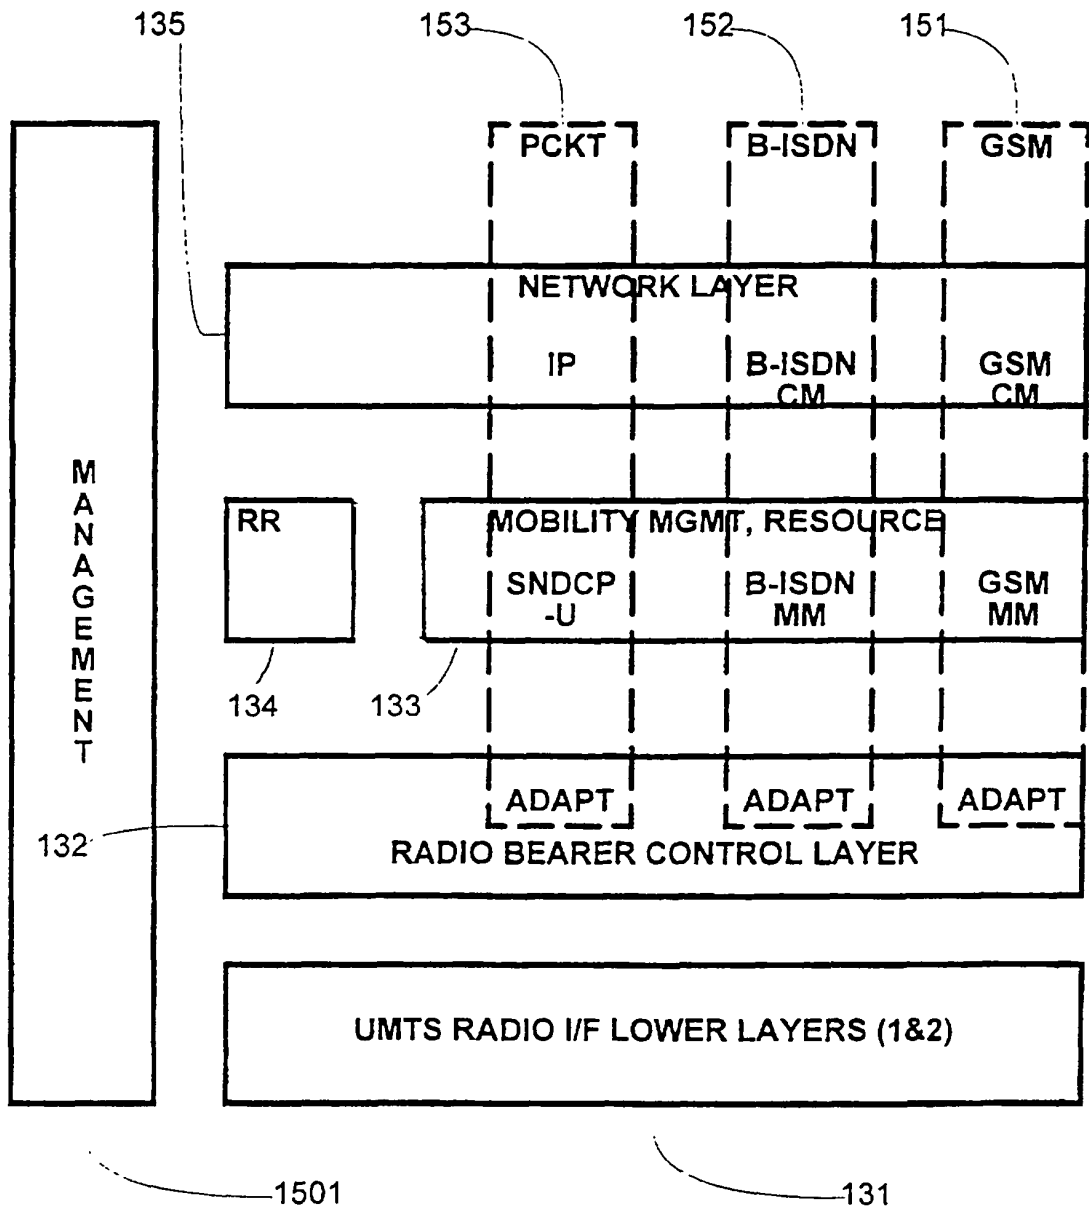 135 153 152 151
PCKT B-ISDN GSM
NETWORK LAYER
IP B-ISDN CM GSM CM
MANAGEMENT
RR
MOBILITY MGMT, RESOURCE
SNDCP -U B-ISDN MM GSM MM
134 133
ADAPT ADAPT ADAPT
132
RADIO BEARER CONTROL LAYER
UMTS RADIO I/F LOWER LAYERS (1&2)
1501 131